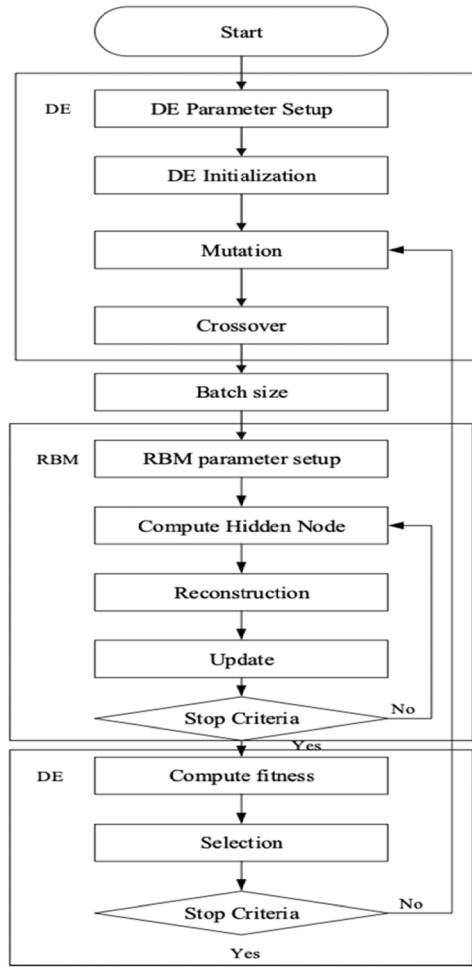 Start
DE
DE Parameter Setup
DE Initialization
Mutation
Crossover
Batch size
RBM
RBM parameter setup
Compute Hidden Node
Reconstruction
Update
Stop Criteria
No
Yes
DE
Compute fitness
Selection
Stop Criteria
No
Yes